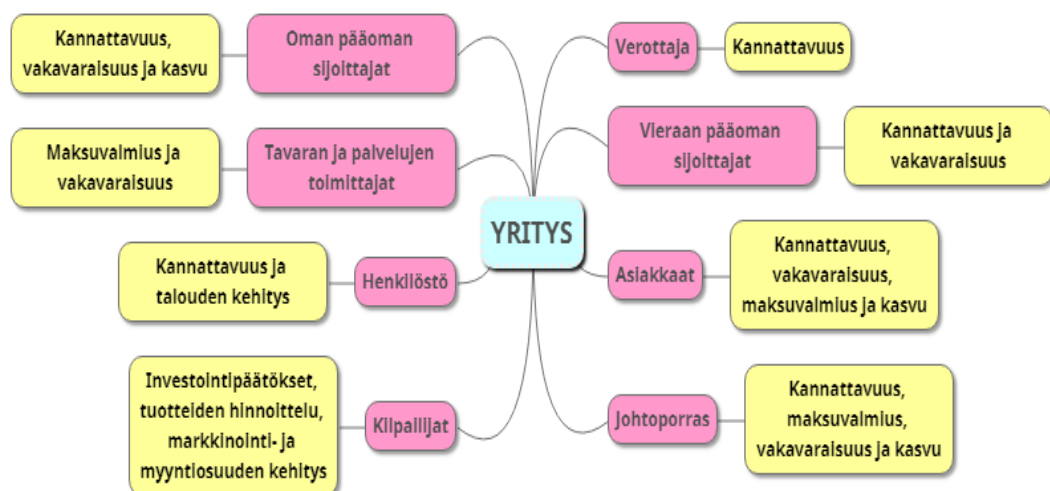 Kannattavuus,
vakavaraisuus ja kasvu
Oman pääoman
sijoittajat
Verottaja
Kannattavuus
Maksuvalmius ja
vakavaraisuus
Tavaran ja palvelujen
toimittajat
Vieraan pääoman
sijoittajat
Kannattavuus ja
vakavaraisuus
YRITYS
Kannattavuus ja
talouden kehitys
Henkilöstö
Asiakkaat
Kannattavuus,
vakavaraisuus,
maksuvalmius ja kasvu
Investointipäätökset,
tuotteiden hinnoittelu,
markkinointi- ja
myyntiosuuden kehitys
Kilpailijat
Johtoporras
Kannattavuus,
maksuvalmius,
vakavaraisuus ja kasvu